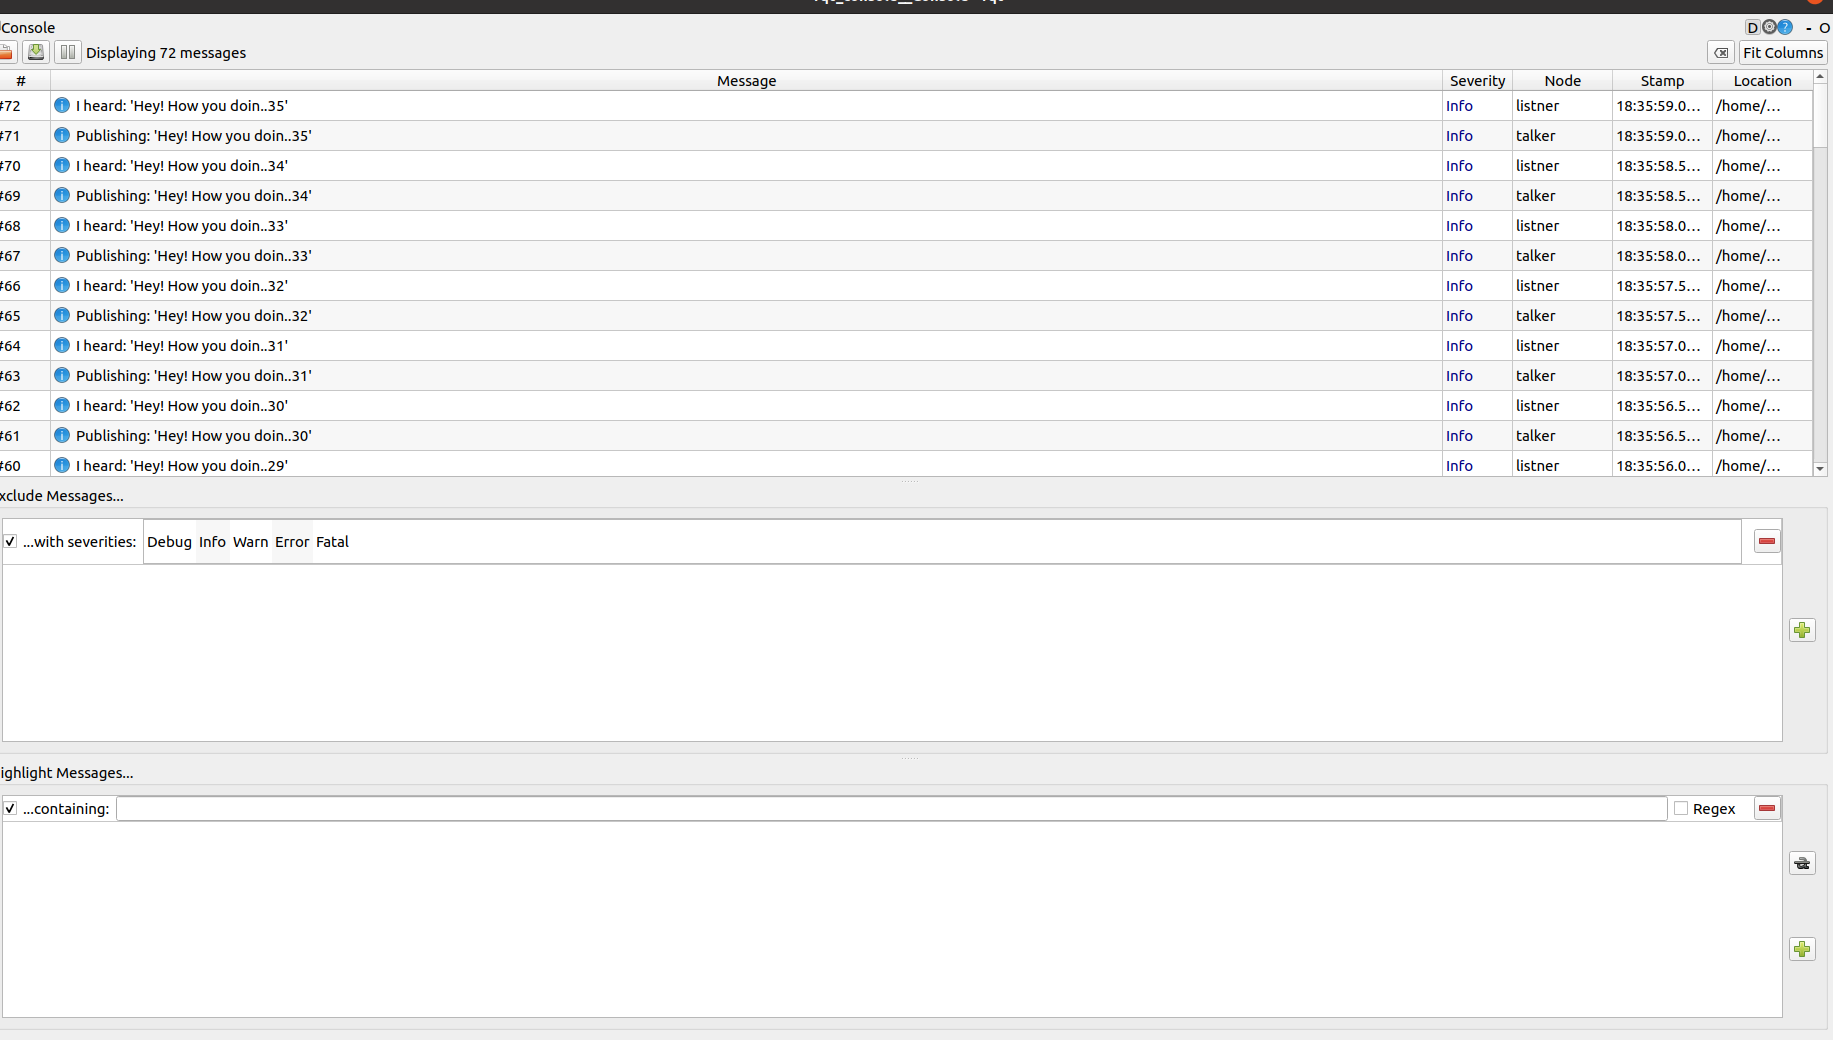 Console D ? - O
Displaying 72 messages Fit Columns
# Message Severity Node Stamp Location
#72 I heard: 'Hey! How you doin..35' Info listner 18:35:59.0... /home/...
#71 Publishing: 'Hey! How you doin..35' Info talker 18:35:59.0... /home/...
#70 I heard: 'Hey! How you doin..34' Info listner 18:35:58.5... /home/...
#69 Publishing: 'Hey! How you doin..34' Info talker 18:35:58.5... /home/...
#68 I heard: 'Hey! How you doin..33' Info listner 18:35:58.0... /home/...
#67 Publishing: 'Hey! How you doin..33' Info talker 18:35:58.0... /home/...
#66 I heard: 'Hey! How you doin..32' Info listner 18:35:57.5... /home/...
#65 Publishing: 'Hey! How you doin..32' Info talker 18:35:57.5... /home/...
#64 I heard: 'Hey! How you doin..31' Info listner 18:35:57.0... /home/...
#63 Publishing: 'Hey! How you doin..31' Info talker 18:35:57.0... /home/...
#62 I heard: 'Hey! How you doin..30' Info listner 18:35:56.5... /home/...
#61 Publishing: 'Hey! How you doin..30' Info talker 18:35:56.5... /home/...
#60 I heard: 'Hey! How you doin..29' Info listner 18:35:56.0... /home/...
xclude Messages...
...with severities: Debug Info Warn Error Fatal
ighlight Messages...
...containing: Regex